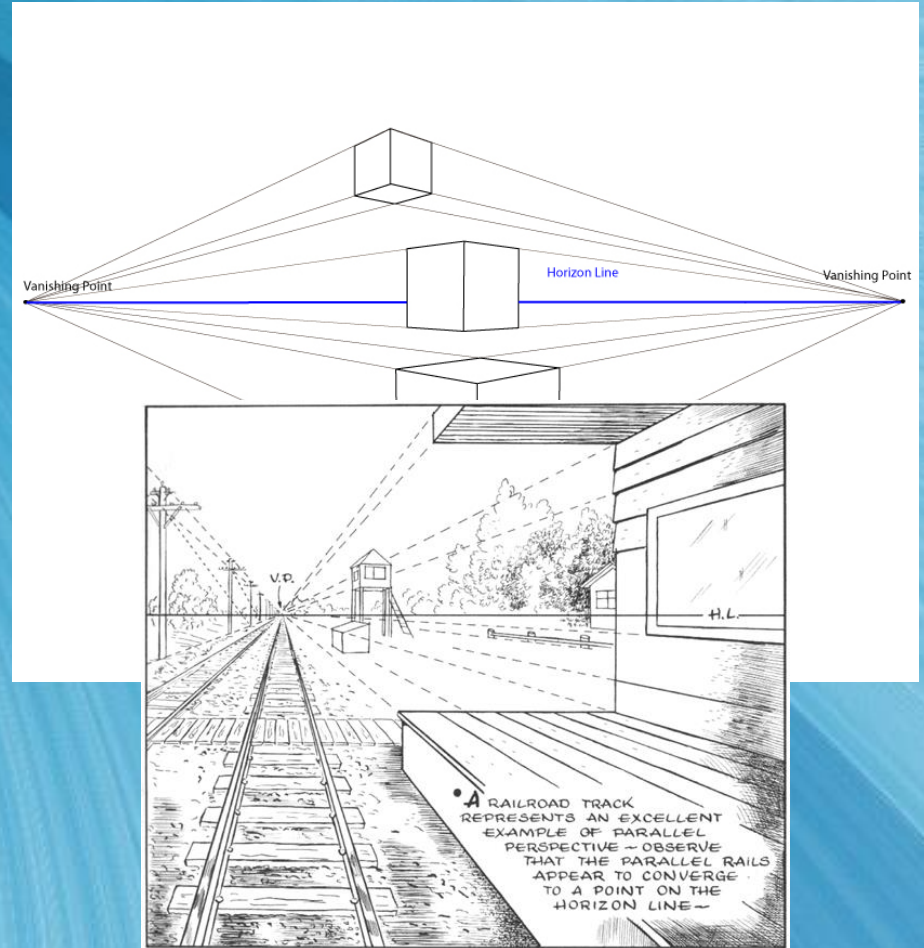 Horizon Line
Vanishing Point
Vanishing Point
V.P.
H.L.
• A RAILROAD TRACK
REPRESENTS AN EXCELLENT
EXAMPLE OF PARALLEL
PERSPECTIVE ~ OBSERVE
THAT THE PARALLEL RAILS
APPEAR TO CONVERGE
TO A POINT ON THE
HORIZON LINE ~